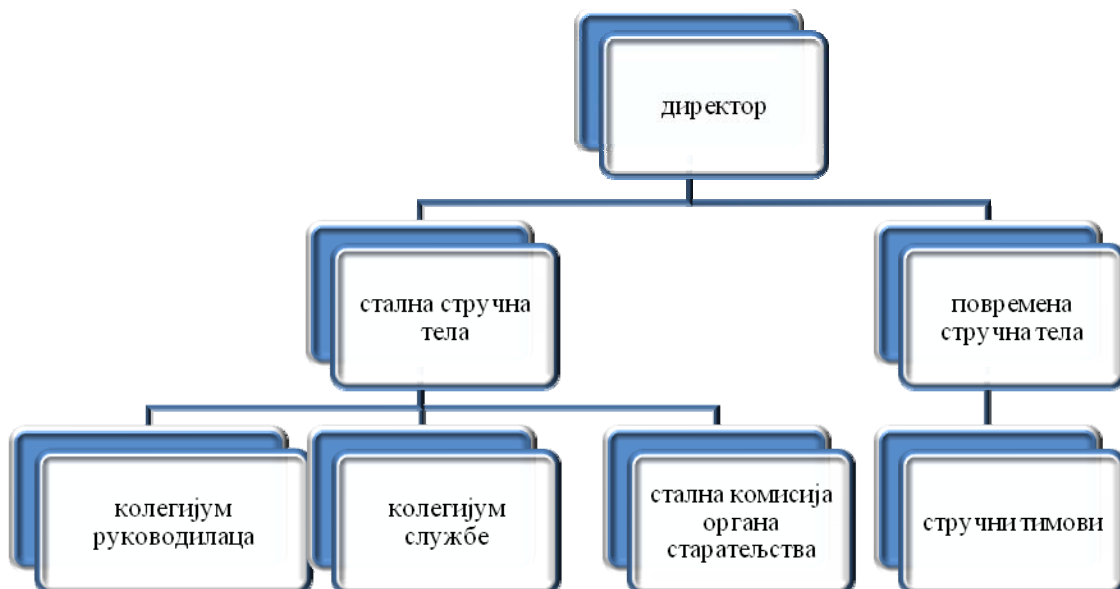 директор
стална стручна
тела
повремена
стручна тела
колегијум
руководилаца
колегијум
службе
стална комисија
органа
старатељства
стручни тимови